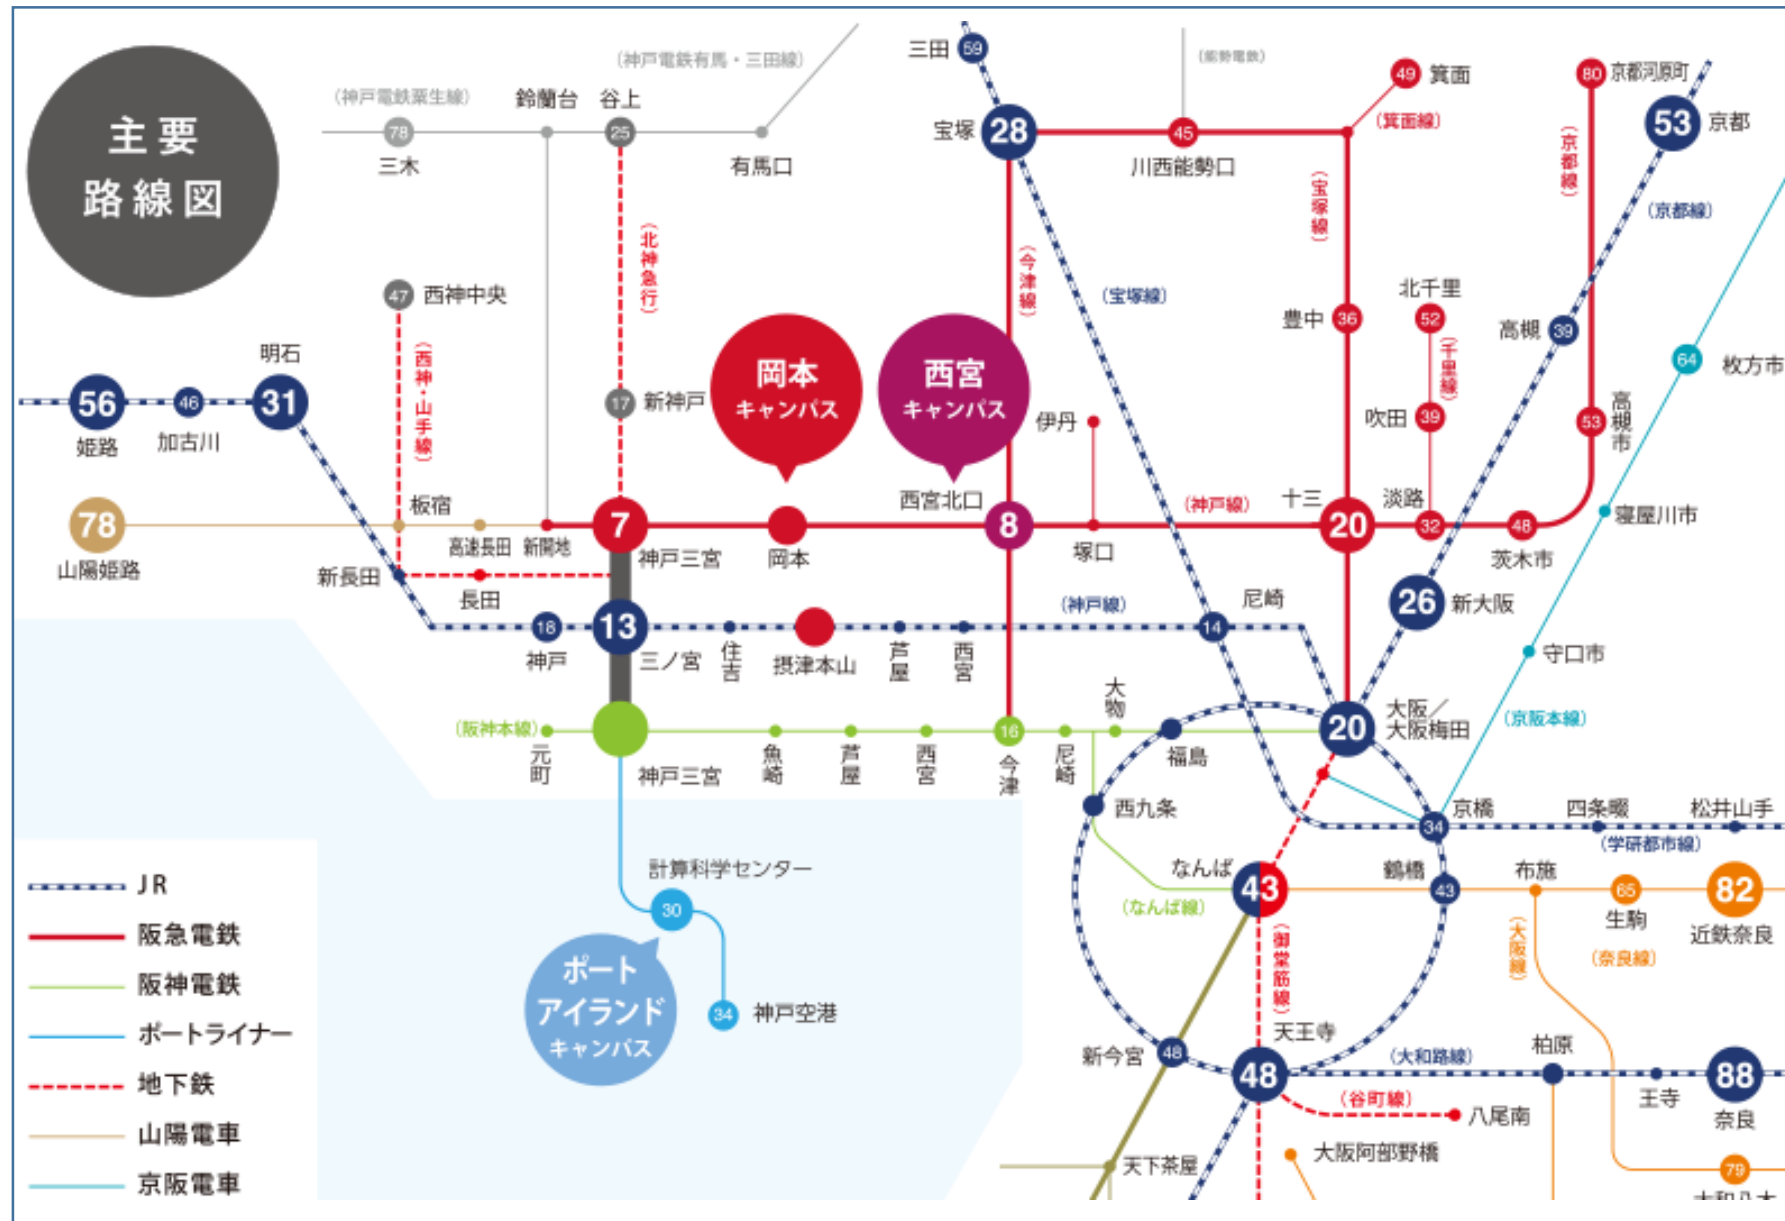 主要
路線図
(神戸電鉄粟生線)
(神戸電鉄有馬・三田線)
(能勢電鉄)
三田
59
49
箕面
80
京都河原町
鈴蘭台
谷上
78
三木
25
有馬口
宝塚
28
45
川西能勢口
(箕面線)
53
京都
(京都線)
(宝塚線)
(京都線)
(北神急行)
(今津線)
47
西神中央
(宝塚線)
北千里
52
豊中
36
高槻
39
(千里線)
64
枚方市
明石
56
姫路
46
加古川
31
(西神・山手線)
17
新神戸
岡本
キャンパス
西宮
キャンパス
伊丹
吹田
39
53
高槻市
78
山陽姫路
板宿
高速長田
新開地
7
神戸三宮
岡本
西宮北口
8
塚口
(神戸線)
十三
20
淡路
32
48
茨木市
寝屋川市
新長田
長田
18
神戸
13
三ノ宮
住吉
摂津本山
芦屋
西宮
(神戸線)
尼崎
14
26
新大阪
守口市
(阪神本線)
元町
神戸三宮
魚崎
芦屋
西宮
16
今津
尼崎
大物
福島
20
大阪/
大阪梅田
(京阪本線)
西九条
京橋
34
四条畷
松井山手
(学研都市線)
計算科学センター
30
ポート
アイランド
キャンパス
34
神戸空港
なんば
43
(なんば線)
鶴橋
43
布施
65
生駒
82
近鉄奈良
(御堂筋線)
(大阪線)
(奈良線)
新今宮
48
天王寺
48
(大和路線)
柏原
王寺
88
奈良
(谷町線)
八尾南
天下茶屋
大阪阿部野橋
79
JR
阪急電鉄
阪神電鉄
ポートライナー
地下鉄
山陽電車
京阪電車